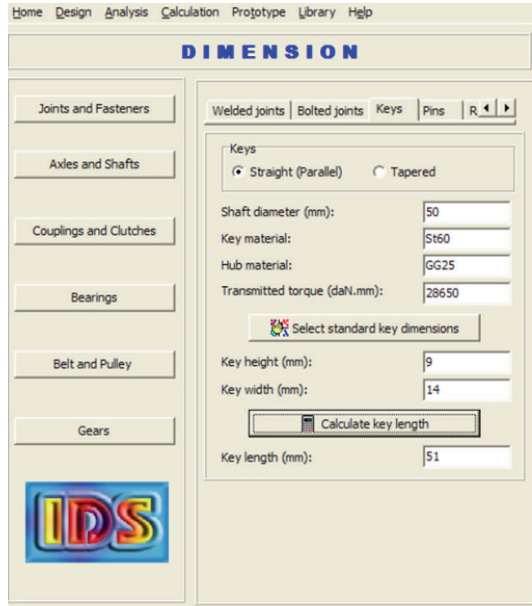 Home Design Analysis Calculation Prototype Library Help
DIMENSION
Joints and Fasteners
Axles and Shafts
Couplings and Clutches
Bearings
Belt and Pulley
Gears
IDS
Welded joints Bolted joints Keys Pins R
Keys
Straight (Parallel) Tapered
Shaft diameter (mm): 50
Key material: St60
Hub material: GG25
Transmitted torque (daN.mm): 28650
Select standard key dimensions
Key height (mm): 9
Key width (mm): 14
Calculate key length
Key length (mm): 51